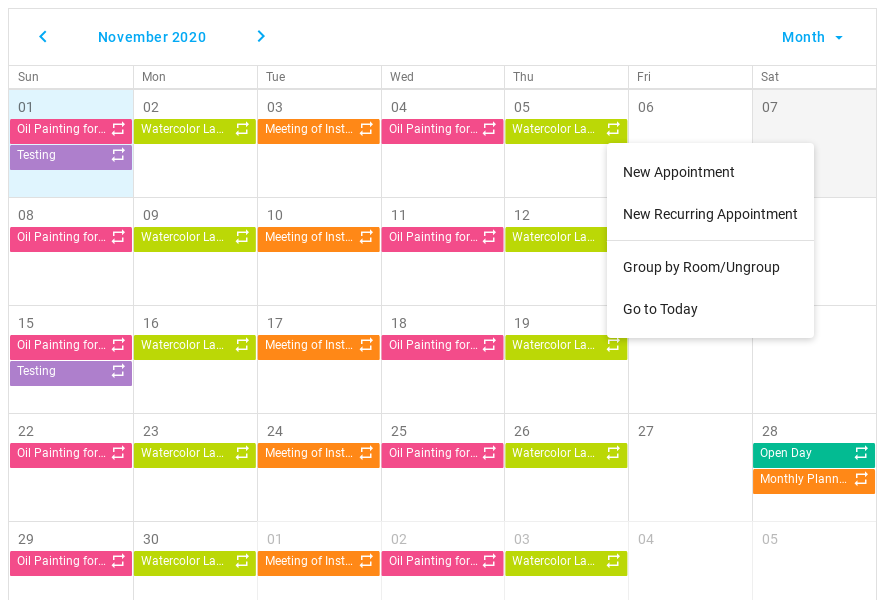 November 2020
Month
Sun Mon Tue Wed Thu Fri Sat
01 02 03 04 05 06 07
Oil Painting for... Watercolor La... Meeting of Inst... Oil Painting for... Watercolor La...
Testing
New Appointment
New Recurring Appointment
08 09 10 11 12
Oil Painting for... Watercolor La... Meeting of Inst... Oil Painting for... Watercolor La...
Group by Room/Ungroup
Go to Today
15 16 17 18 19
Oil Painting for... Watercolor La... Meeting of Inst... Oil Painting for... Watercolor La...
Testing
22 23 24 25 26 27 28
Oil Painting for... Watercolor La... Meeting of Inst... Oil Painting for... Watercolor La... Open Day
Monthly Plann...
29 30 01 02 03 04 05
Oil Painting for... Watercolor La... Meeting of Inst... Oil Painting for... Watercolor La...